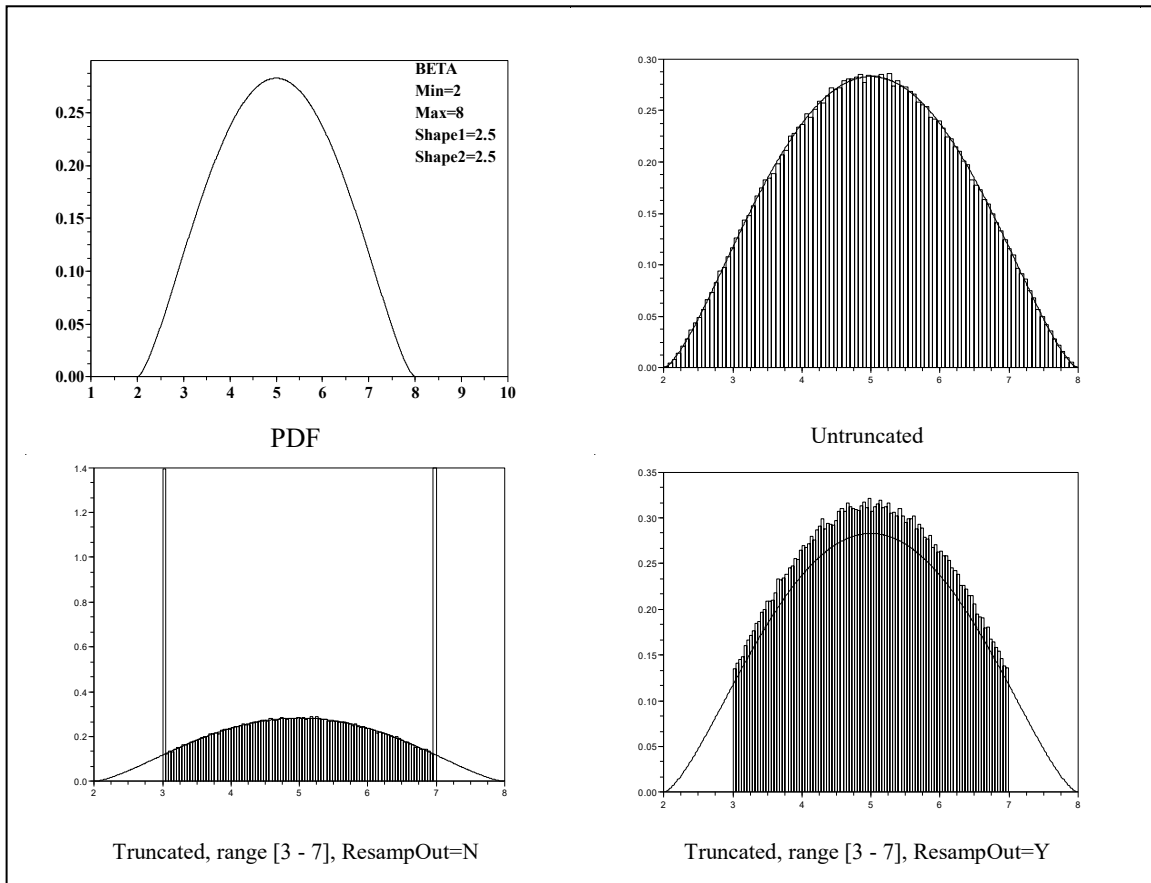 BETA
Min=2
Max=8
Shape1=2.5
Shape2=2.5
0.25
0.20
0.15
0.10
0.05
0.00
1 2 3 4 5 6 7 8 9 10
PDF
0.30
0.25
0.20
0.15
0.10
0.05
0.00
2 3 4 5 6 7 8
Untruncated
1.4
1.2
1.0
0.8
0.6
0.4
0.2
0.0
2 3 4 5 6 7 8
Truncated, range [3 - 7], ResampOut=N
0.35
0.30
0.25
0.20
0.15
0.10
0.05
0.00
2 3 4 5 6 7 8
Truncated, range [3 - 7], ResampOut=Y